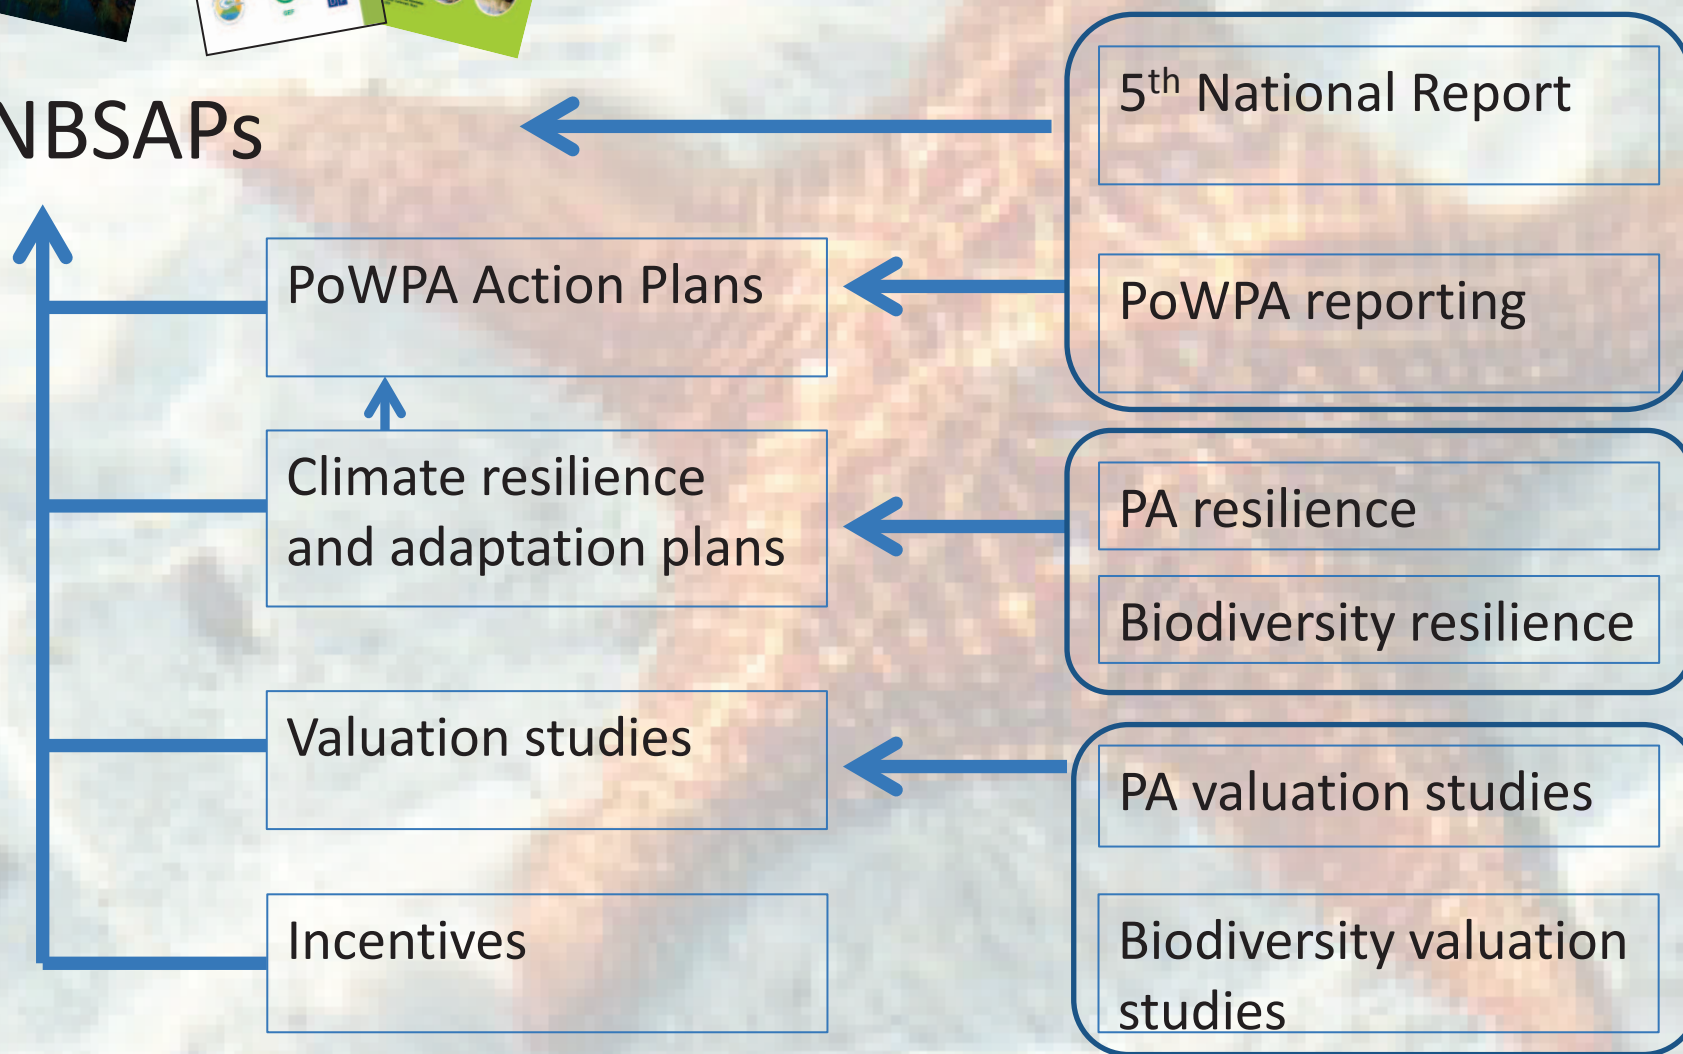 NBSAPs
5th National Report
PoWPA Action Plans
PoWPA reporting
Climate resilience
and adaptation plans
PA resilience
Biodiversity resilience
Valuation studies
PA valuation studies
Incentives
Biodiversity valuation
studies